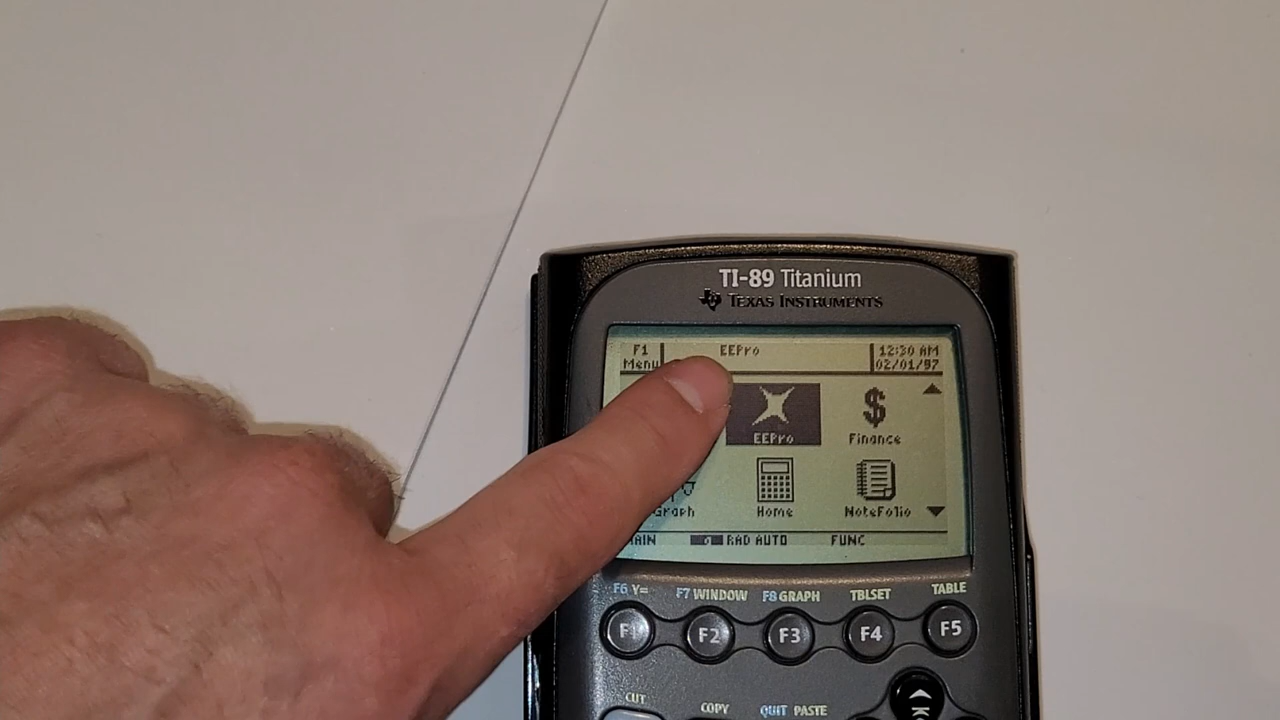 TI-89 Titanium
TEXAS INSTRUMENTS
F1 EEPro 12:30 AM
Menu 02/01/97
EEPro Finance
Graph Home NoteFolio
RAD AUTO FUNC
F6 Y= F7 WINDOW F8 GRAPH TBLSET TABLE
F1 F2 F3 F4 F5
CUT COPY QUIT PASTE